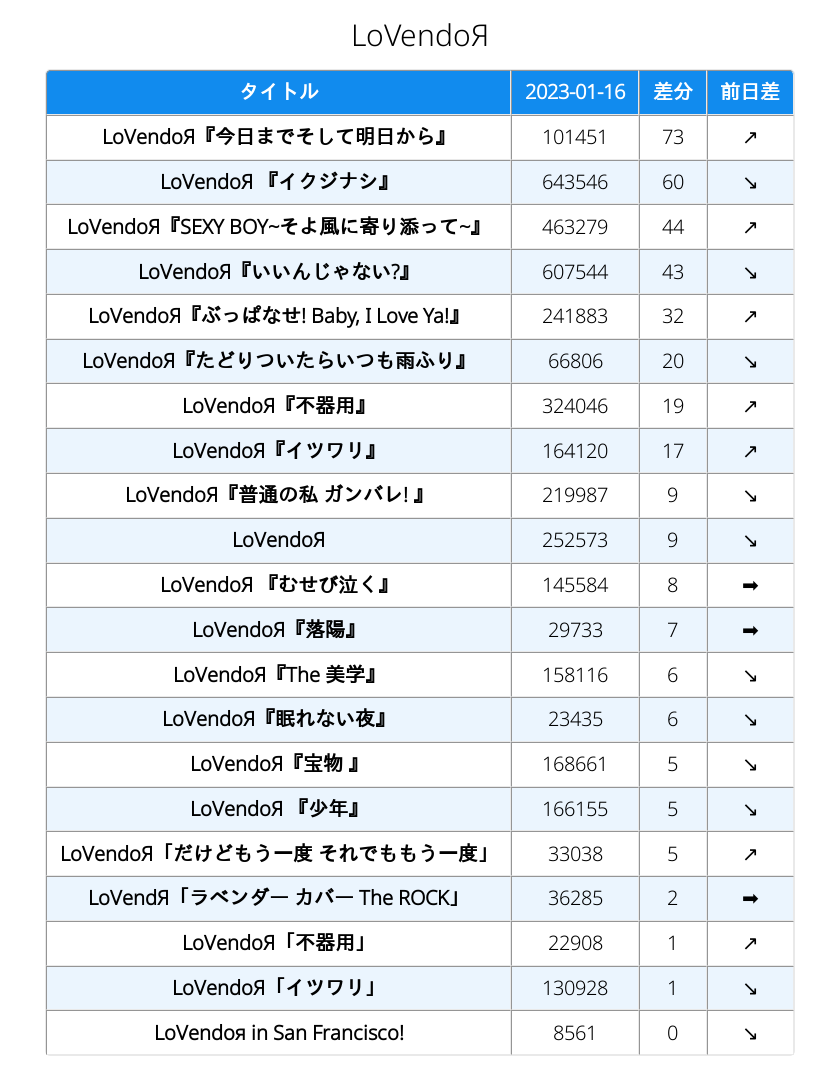 LoVendoЯ
タイトル 2023-01-16 差分 前日差
LoVendoЯ『今日までそして明日から』 101451 73 ↗
LoVendoЯ 『イクジナシ』 643546 60 ↘
LoVendoЯ『SEXY BOY~そよ風に寄り添って~』 463279 44 ↗
LoVendoЯ『いいんじゃない?』 607544 43 ↘
LoVendoЯ『ぶっぱなせ! Baby, I Love Ya!』 241883 32 ↗
LoVendoЯ『たどりついたらいつも雨ふり』 66806 20 ↘
LoVendoЯ『不器用』 324046 19 ↗
LoVendoЯ『イツワリ』 164120 17 ↗
LoVendoЯ『普通の私 ガンバレ! 』 219987 9 ↘
LoVendoЯ 252573 9 ↘
LoVendoЯ 『むせび泣く』 145584 8 ➡
LoVendoЯ『落陽』 29733 7 ➡
LoVendoЯ『The 美学』 158116 6 ↘
LoVendoЯ『眠れない夜』 23435 6 ↘
LoVendoЯ『宝物 』 168661 5 ↘
LoVendoЯ 『少年』 166155 5 ↘
LoVendoЯ「だけどもう一度 それでももう一度」 33038 5 ↗
LoVendЯ「ラベンダー カバー The ROCK」 36285 2 ➡
LoVendoЯ「不器用」 22908 1 ↗
LoVendoЯ「イツワリ」 130928 1 ↘
LoVendoя in San Francisco! 8561 0 ↘